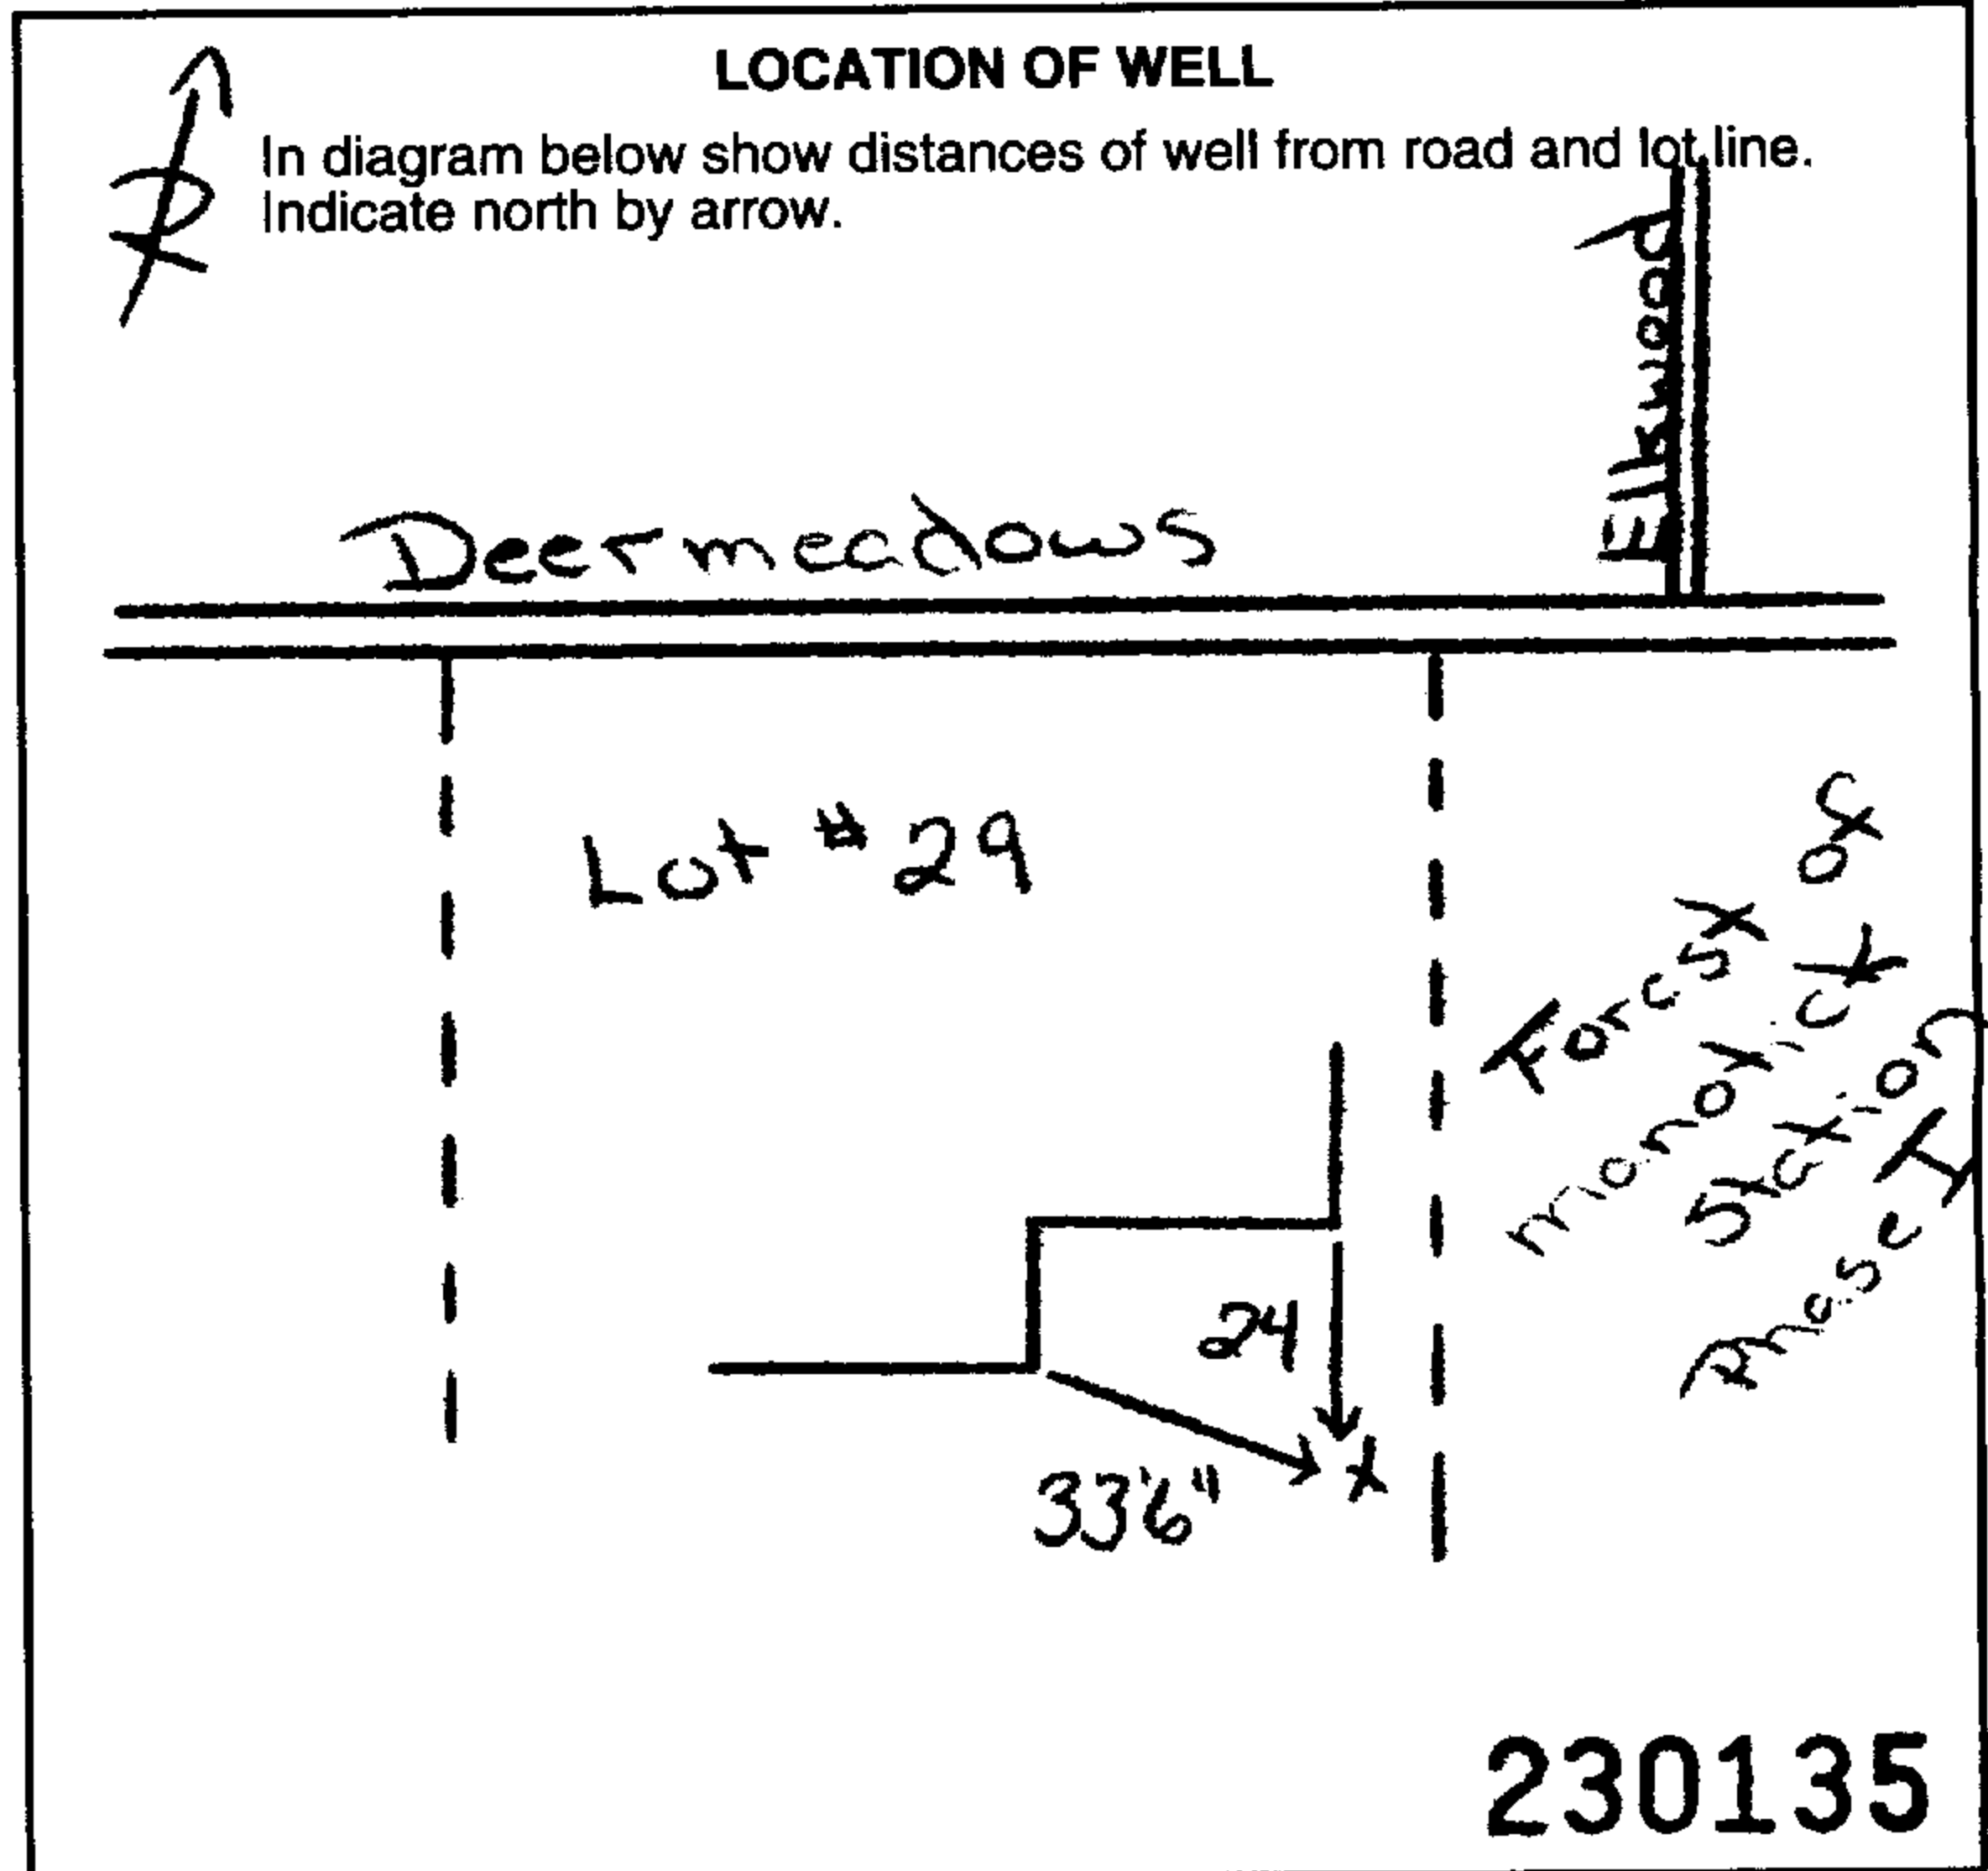 LOCATION OF WELL
In diagram below show distances of well from road and lot line.
Indicate north by arrow.
Elkwood
Deermeadows
Lot # 29
Forest of
monotick
Station
Phase
24
33'6"
230135